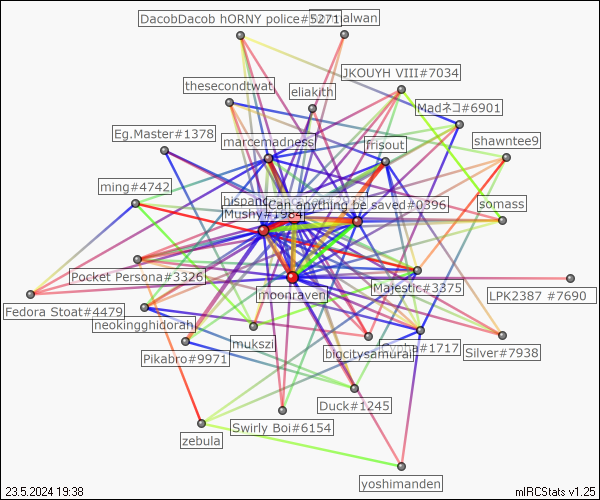 DacobDacob hORNY police#5271
alwan
JKOUYH VIII#7034
thesecondtwat
eliakith
Madネコ#6901
Eg.Master#1378
marcemadness
frisout
shawntee9
ming#4742
Can anything be saved#0396
somass
Mushy#1984
Pocket Persona#3326
moonraven
Majestic#3375
LPK2387 #7690
Fedora Stoat#4479
neokingghidorah
mukszi
bigcitysamurai
#1717
Silver#7938
Pikabro#9971
Duck#1245
zebula
Swirly Boi#6154
yoshimanden
23.5.2024 19:38
mIRCStats v1.25